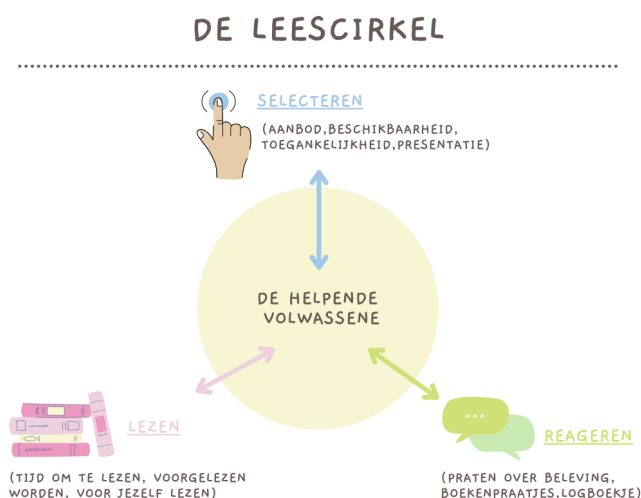 DE LEESCIRKEL
SELECTEREN
(AANBOD,BESCHIKBAARHEID,
TOEGANKELIJKHEID,PRESENTATIE)
DE HELPENDE
VOLWASSENE
LEZEN
(TIJD OM TE LEZEN, VOORGELEZEN
WORDEN, VOOR JEZELF LEZEN)
REAGEREN
(PRATEN OVER BELEVING,
BOEKENPRAATJES,LOGBOEKJE)